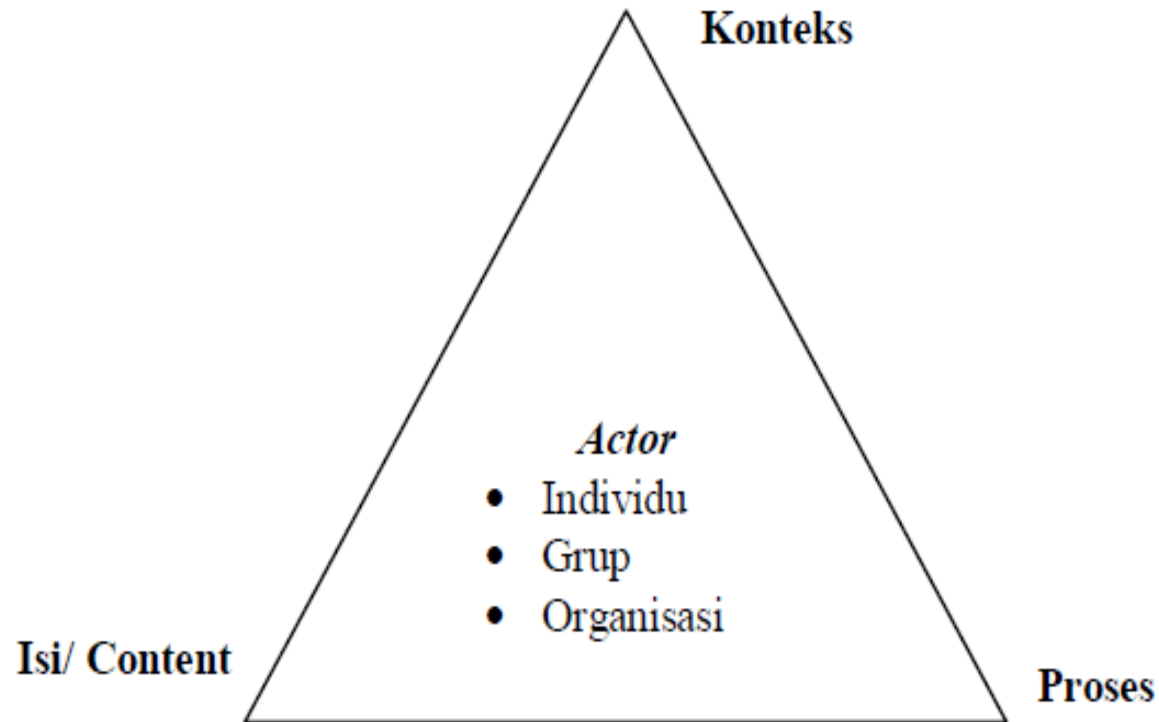 Konteks
Actor
• Individu
• Grup
• Organisasi
Isi/ Content
Proses